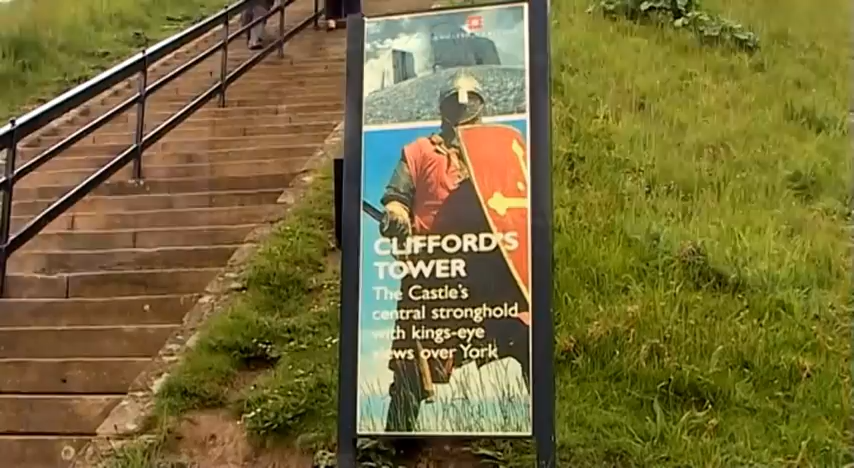 CLIFFORD'S
TOWER
The Castle's
central stronghold
with kings-eye
views over York